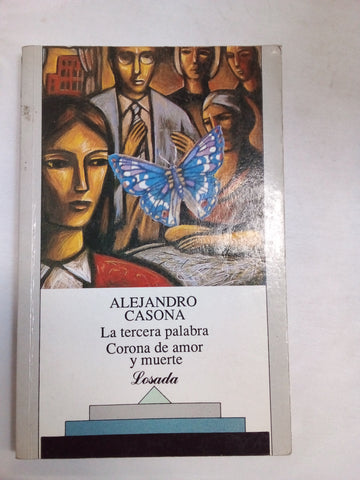 ALEJANDRO
CASONA
La tercera palabra
Corona de amor
y muerte
Losada